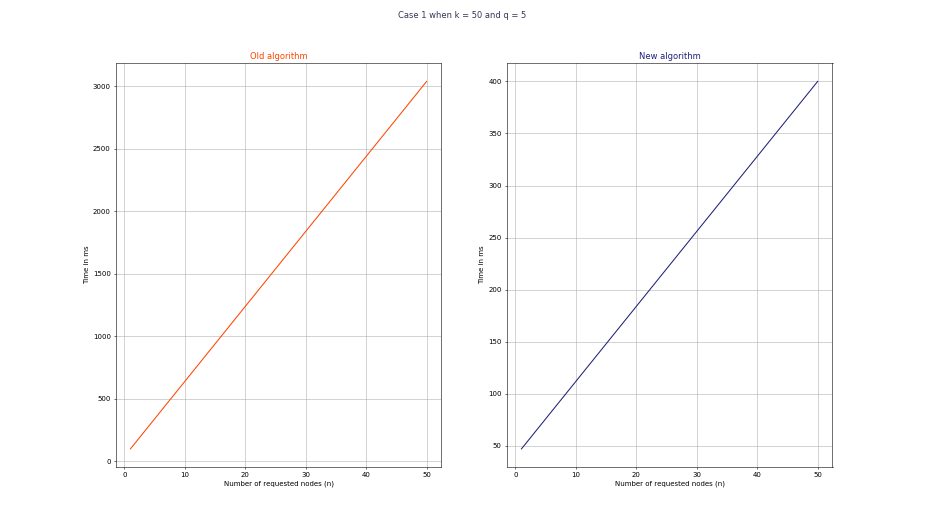 Case 1 when k = 50 and q = 5
Old algorithm
3000
2500
2000
1500
1000
500
0
Time in ms
0 10 20 30 40 50
Number of requested nodes (n)
New algorithm
400
350
300
250
200
150
100
50
Time in ms
0 10 20 30 40 50
Number of requested nodes (n)